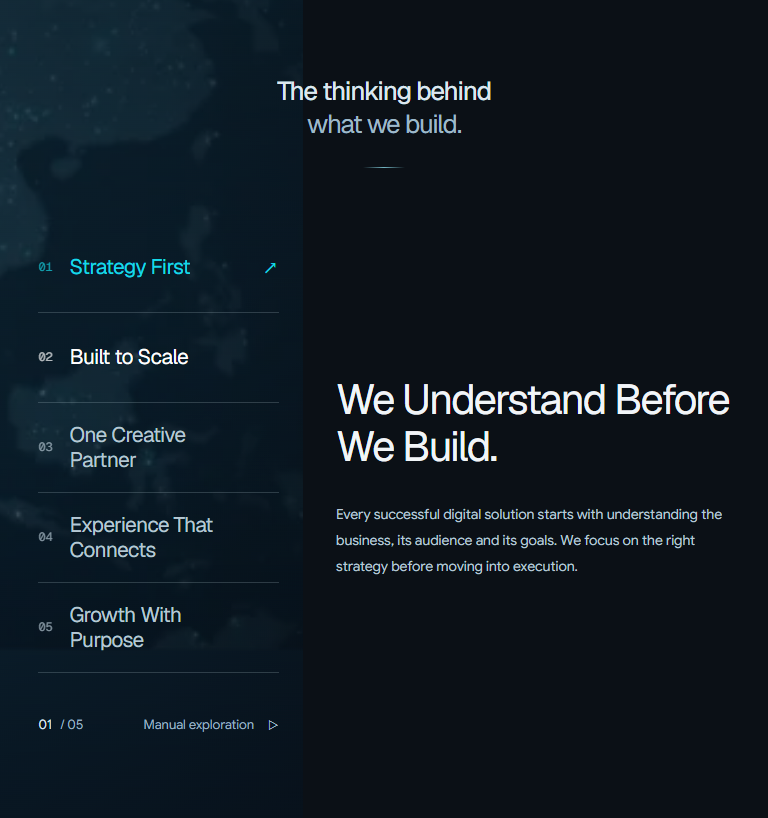 The thinking behind
what we build.
01 Strategy First ↗
02 Built to Scale
03 One Creative
Partner
04 Experience That
Connects
05 Growth With
Purpose
01 / 05 Manual exploration ▷
We Understand Before
We Build.
Every successful digital solution starts with understanding the
business, its audience and its goals. We focus on the right
strategy before moving into execution.